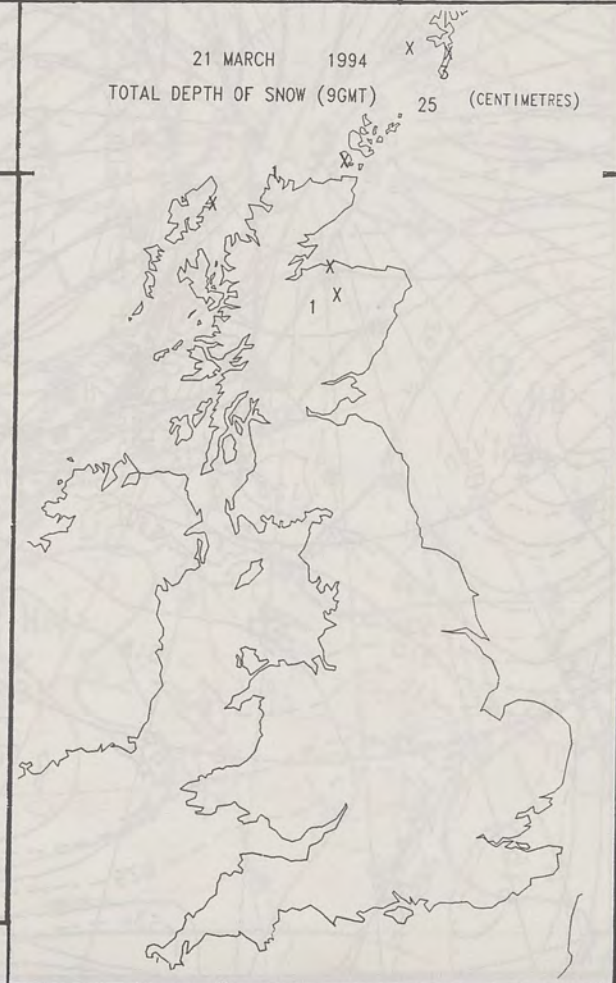 21 MARCH 1994
TOTAL DEPTH OF SNOW (9GMT) 25 (CENTIMETRES)
X
X
X
1
X
X
X
1